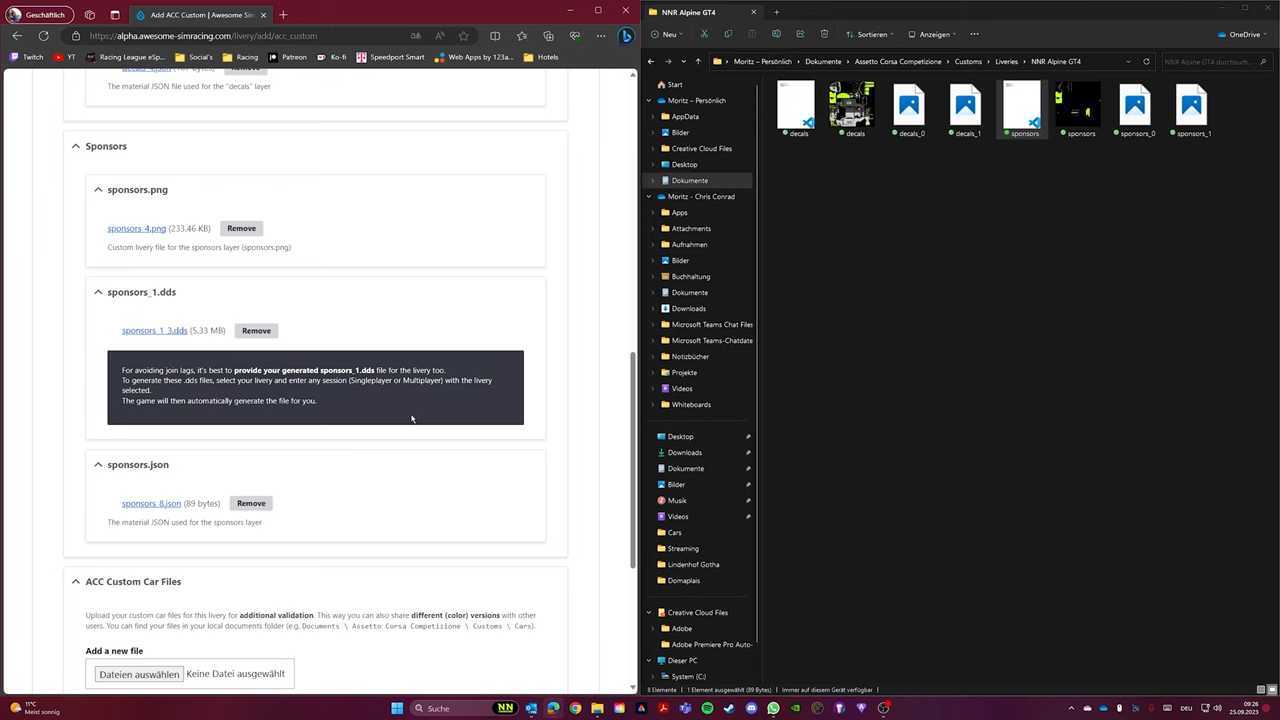 Geschäftlich
Add ACC Custom | Awesome Sim
https://alpha.awesome-simracing.com/livery/add/acc_custom
Twitch
YT
Racing League eSp...
Social's
Racing
Patreon
Ko-fi
Speedport Smart
Web Apps by 123a...
Hotels
decals_4.json (107 bytes)
Remove
The material JSON file used for the "decals" layer
Sponsors
sponsors.png
sponsors_4.png (233.46 KB)
Remove
Custom livery file for the sponsors layer (sponsors.png)
sponsors_1.dds
sponsors_1_3.dds (5.33 MB)
Remove
For avoiding join lags, it's best to provide your generated sponsors_1.dds file for the livery too.
To generate these .dds files, select your livery and enter any session (Singleplayer or Multiplayer) with the livery
selected.
The game will then automatically generate the file for you.
sponsors.json
sponsors_8.json (89 bytes)
Remove
The material JSON used for the sponsors layer
ACC Custom Car Files
Upload your custom car files for this livery for additional validation. This way you can also share different (color) versions with other
users. You can find your files in your local documents folder (e.g. Documents \ Assetto Corsa Competizione \ Customs \ Cars).
Add a new file
Dateien auswählen Keine Datei ausgewählt
NNR Alpine GT4
Neu
Sortieren
Anzeigen
OneDrive
Moritz – Persönlich
Dokumente
Assetto Corsa Competizione
Customs
Liveries
NNR Alpine GT4
NNR Alpine GT4 durchsuchen
Start
Moritz – Persönlich
AppData
Bilder
Creative Cloud Files
Desktop
Dokumente
Moritz - Chris Conrad
Apps
Attachments
Aufnahmen
Bilder
Buchhaltung
Dokumente
Downloads
Microsoft Teams Chat Files
Microsoft Teams-Chatdate
Notizbücher
Projekte
Videos
Whiteboards
Desktop
Downloads
Dokumente
Bilder
Musik
Videos
Cars
Streaming
Lindenhof Gotha
Domaplais
Creative Cloud Files
Adobe
Adobe Premiere Pro Auto-
Dieser PC
System (C:)
decals
decals
decals_0
decals_1
sponsors
sponsors
sponsors_0
sponsors_1
8 Elemente
1 Element ausgewählt (89 Bytes)
Immer auf diesem Gerät verfügbar
11°C
Meist sonnig
Suche
DEU
09:26
25.09.2023